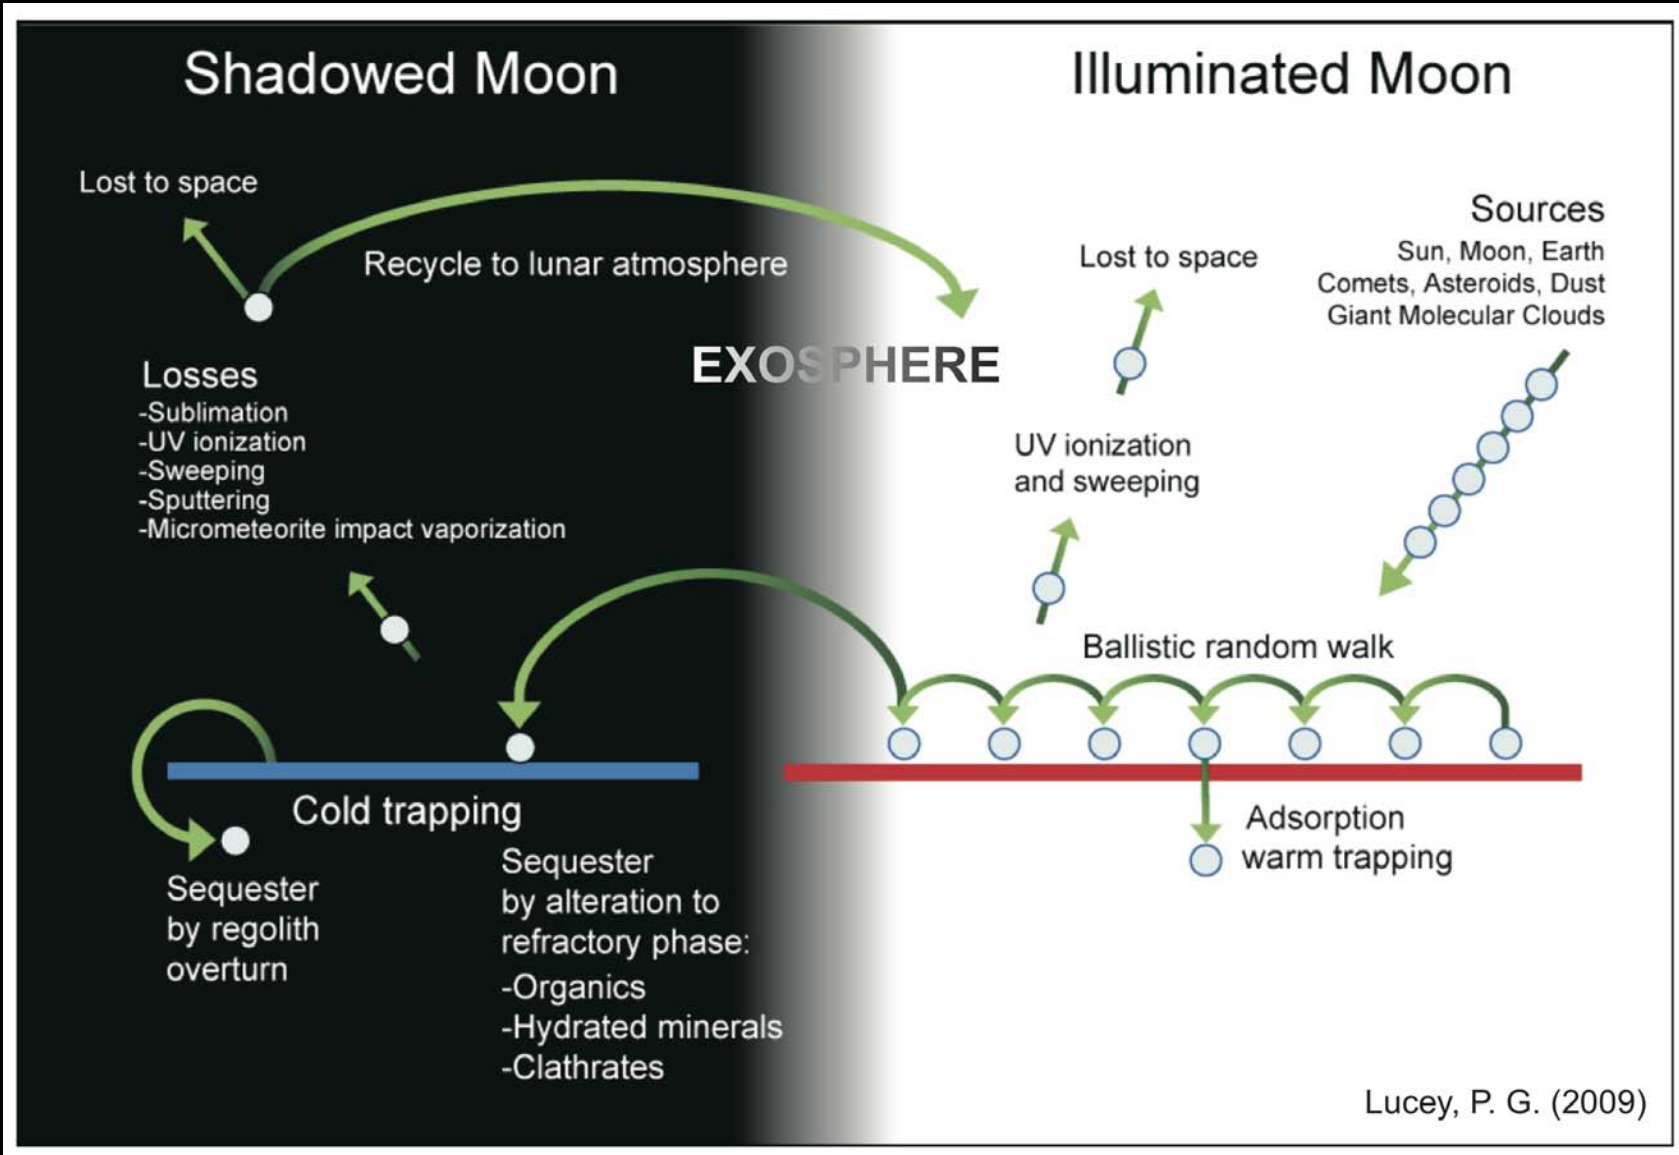 Shadowed Moon
Illuminated Moon
Lost to space
Recycle to lunar atmosphere
EXOSPHERE
Losses
-Sublimation
-UV ionization
-Sweeping
-Sputtering
-Micrometeorite impact vaporization
Cold trapping
Sequester
by regolith
overturn
Sequester
by alteration to
refractory phase:
-Organics
-Hydrated minerals
-Clathrates
Sources
Sun, Moon, Earth
Comets, Asteroids, Dust
Giant Molecular Clouds
Lost to space
UV ionization
and sweeping
Ballistic random walk
Adsorption
warm trapping
Lucey, P. G. (2009)